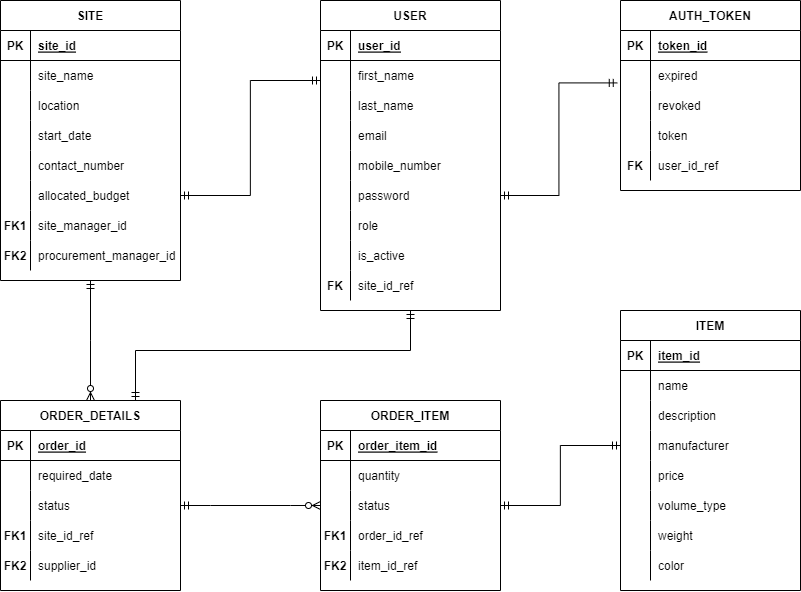 SITE
PK site_id
site_name
location
start_date
contact_number
allocated_budget
FK1 site_manager_id
FK2 procurement_manager_id
USER
PK user_id
first_name
last_name
email
mobile_number
password
role
is_active
FK site_id_ref
AUTH_TOKEN
PK token_id
expired
revoked
token
FK user_id_ref
ORDER_DETAILS
PK order_id
required_date
status
FK1 site_id_ref
FK2 supplier_id
ORDER_ITEM
PK order_item_id
quantity
status
FK1 order_id_ref
FK2 item_id_ref
ITEM
PK item_id
name
description
manufacturer
price
volume_type
weight
color